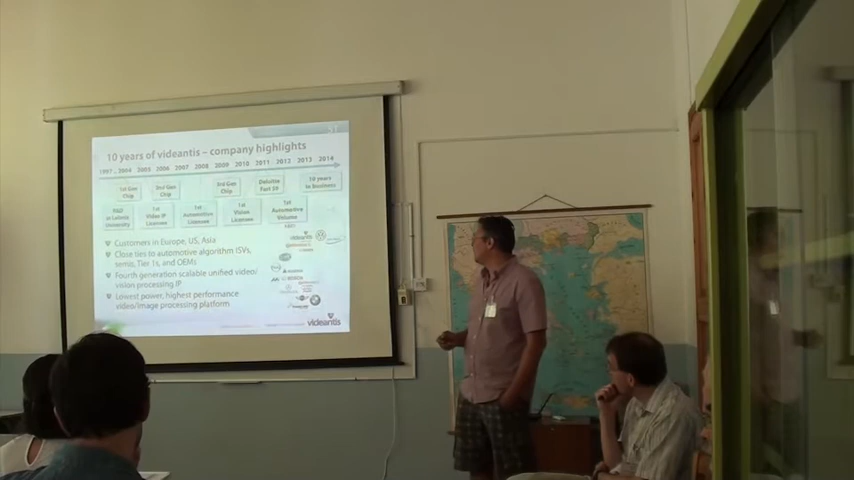 10 years of videantis – company highlights
1997 .. 2004 2005 2006 2007 2008 2009 2010 2011 2012 2013 2014
1st Gen Chip
2nd Gen Chip
3rd Gen Chip
Deloitte Fast 50
10 years in Business
1st Video IP Licensee
1st Automotive Licensee
1st Vision Licensee
1st Automotive Volume
Customers in Europe, US, Asia
Close ties to automotive algorithm ISVs, semis, Tier 1s, and OEMs
Fourth generation scalable unified video/
vision processing IP
Lowest power, highest performance
video/image processing platform
videantis